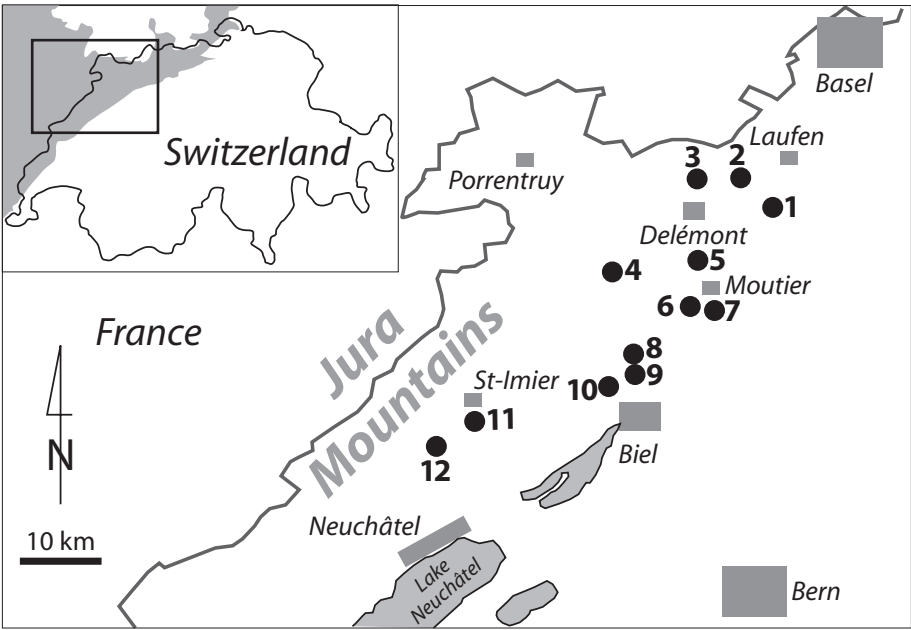 Basel
Switzerland
Laufen
3
2
Porrentruy
1
Delémont
5
4
Moutier
6
7
France
Jura
Mountains
8
9
St-Imier
10
11
12
Biel
N
Neuchâtel
10 km
Lake
Neuchâtel
Bern